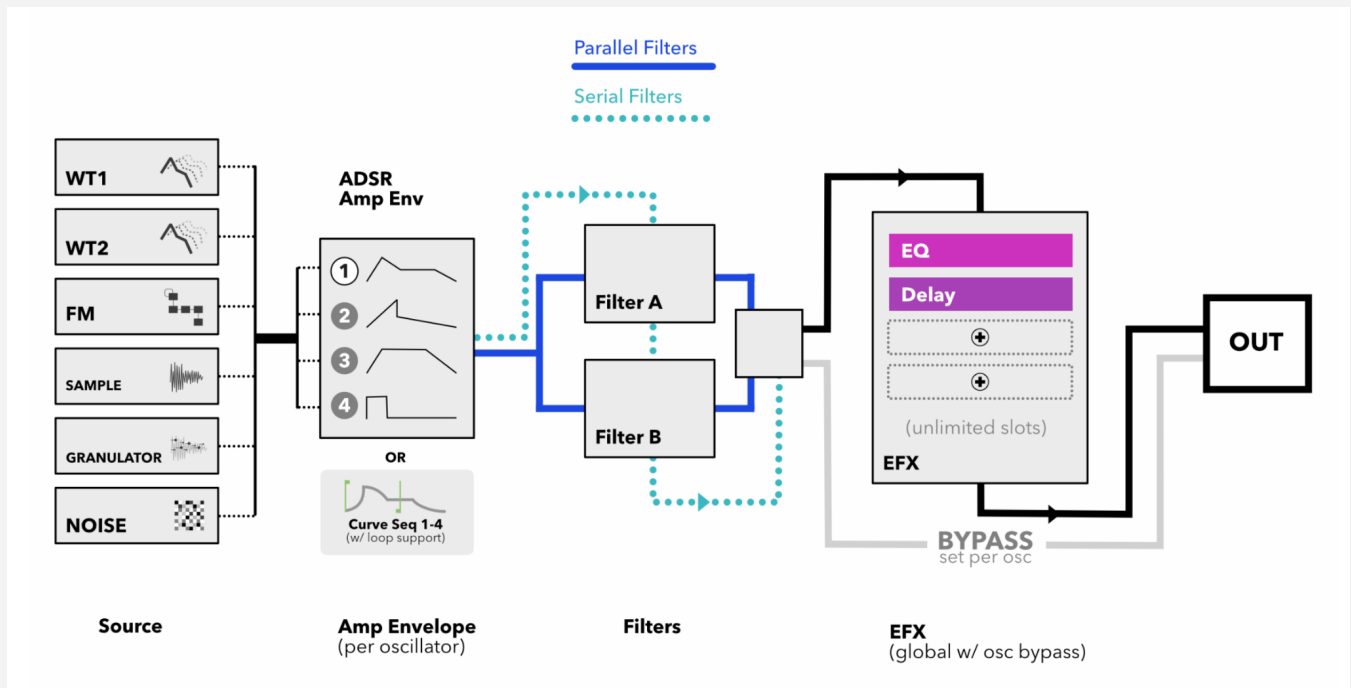 Parallel Filters
Serial Filters
WT1
WT2
FM
SAMPLE
GRANULATOR
NOISE
Source
ADSR
Amp Env
1
2
3
4
OR
Curve Seq 1-4
(w/ loop support)
Amp Envelope
(per oscillator)
Filter A
Filter B
Filters
EQ
Delay
(unlimited slots)
EFX
BYPASS
set per osc
EFX
(global w/ osc bypass)
OUT